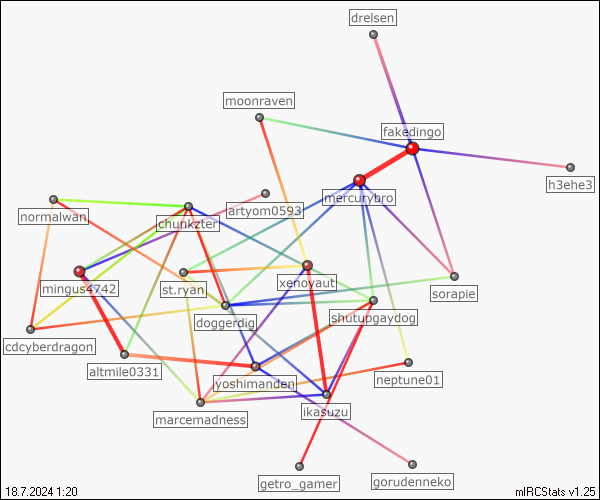 drelsen
moonraven
fakedingo
h3ehe3
mercurybro
artyom0593
normalwan
chunkzter
mingus4742
st.ryan
xenoyaut
sorapie
doggerdig
shutupgaydog
cdcyberdragon
altmile0331
yoshimanden
neptune01
marcemadness
ikasuzu
getro_gamer
gorudenneko
18.7.2024 1:20
mIRCStats v1.25